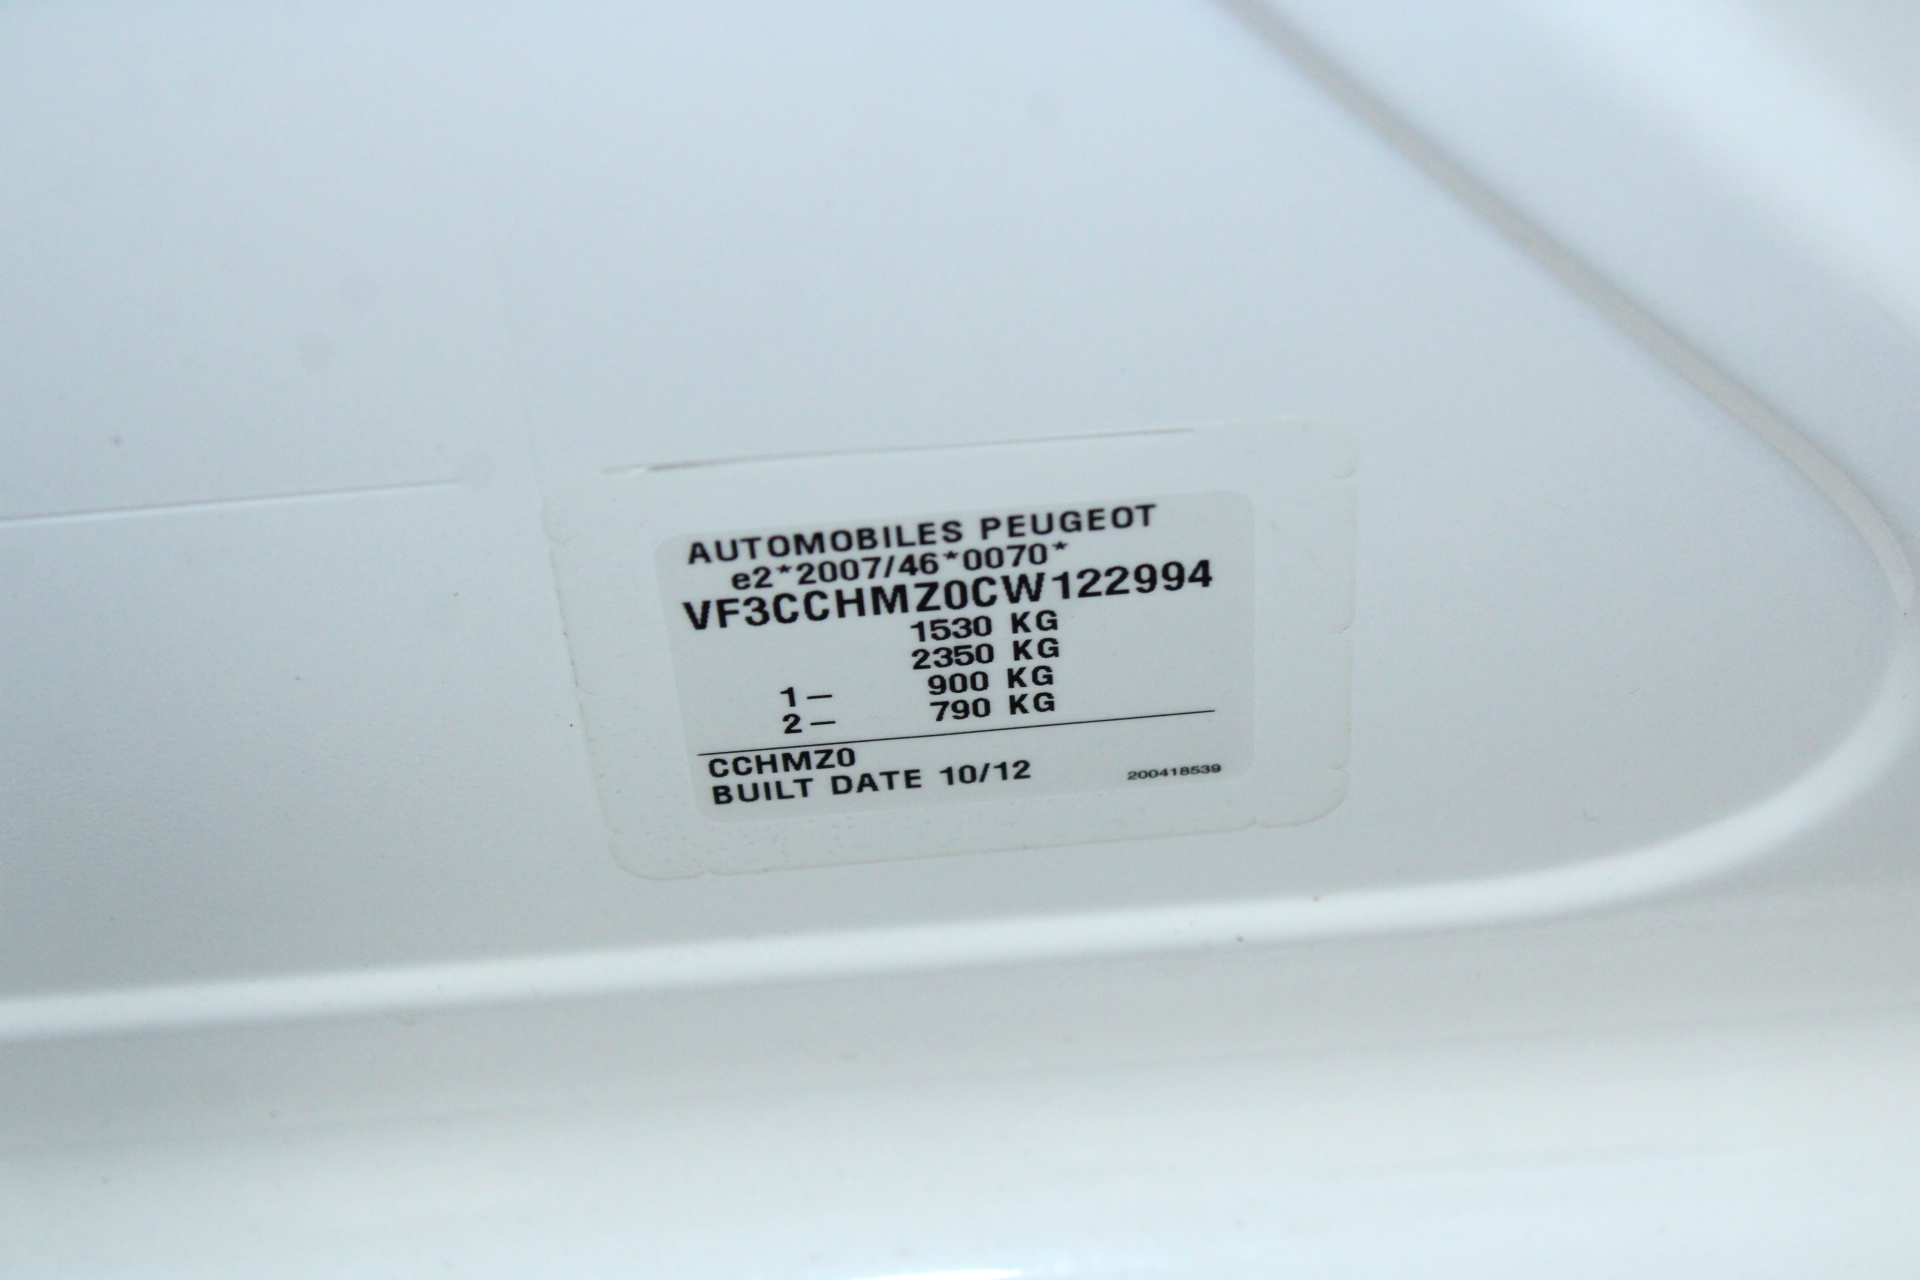 AUTOMOBILES PEUGEOT
e2*2007/46*0070*
VF3CCHMZ0CW122994
1530 KG
2350 KG
1– 900 KG
2– 790 KG
CCHMZ0
BUILT DATE 10/12 200418539